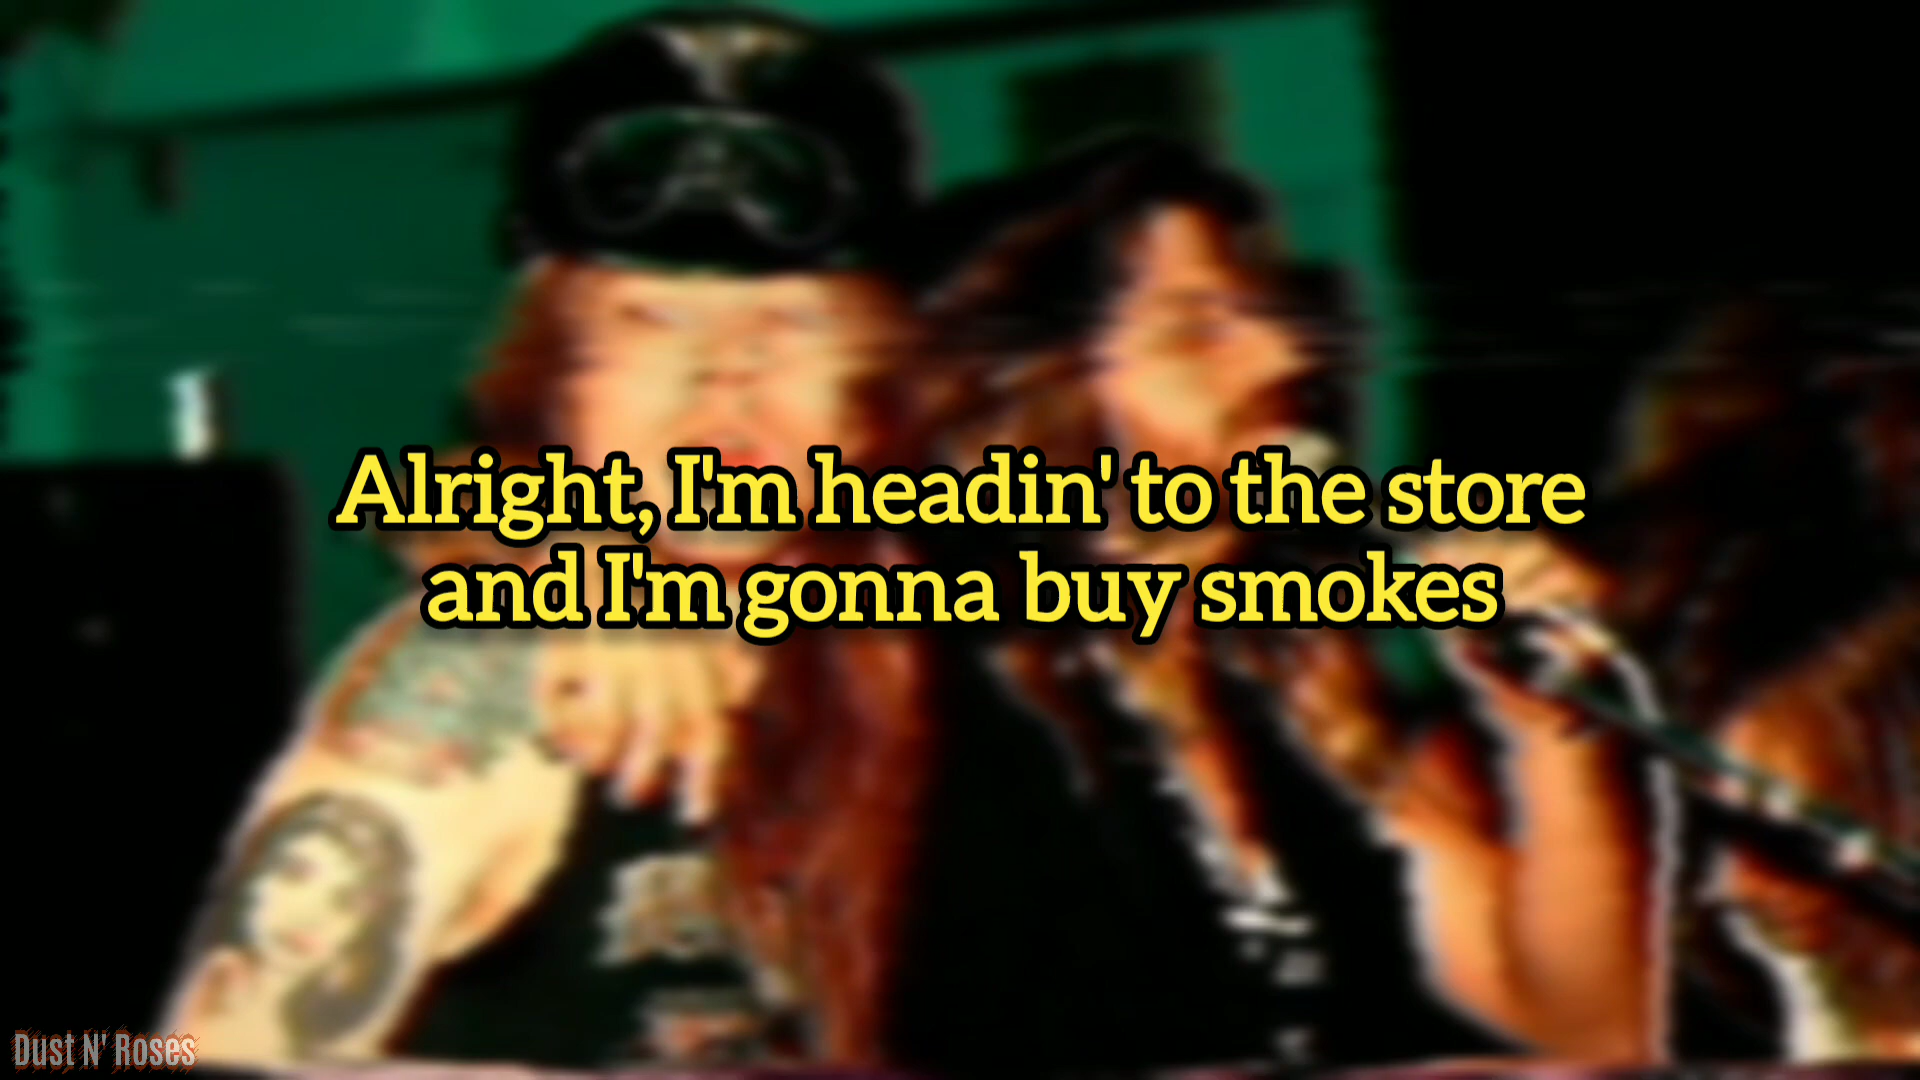 Alright, I'm headin' to the store
and I'm gonna buy smokes
Dust N' Roses